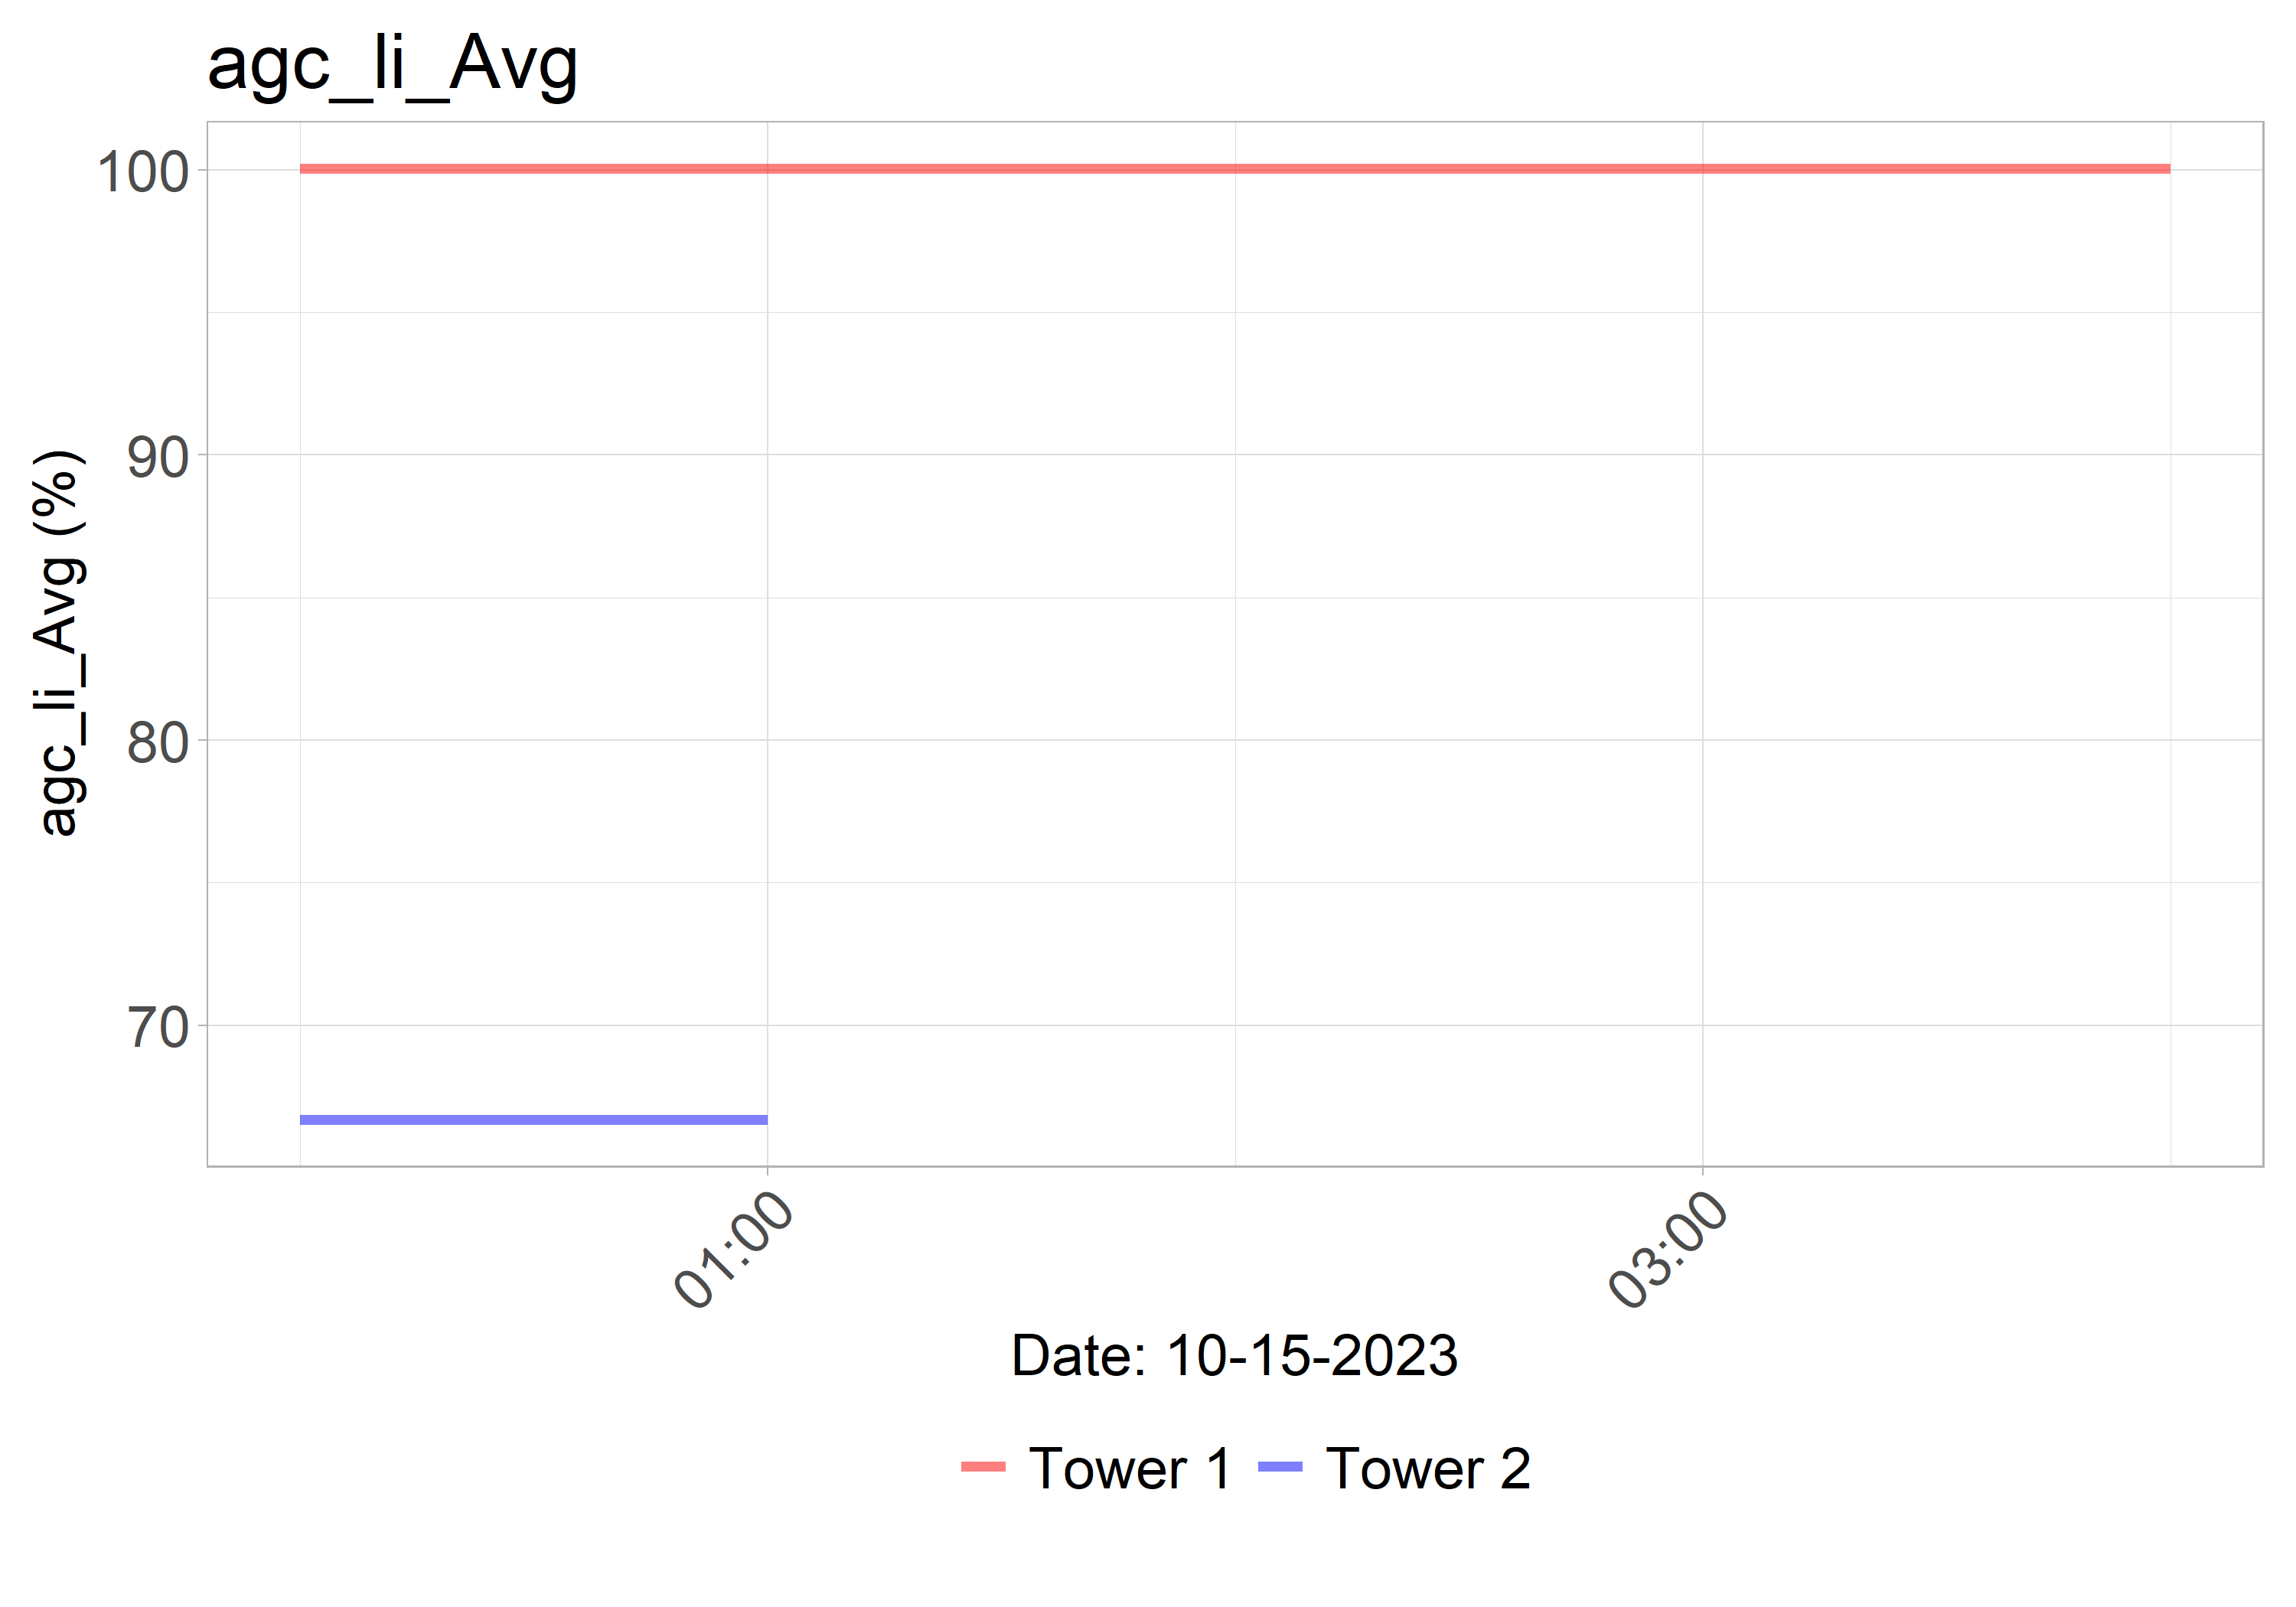 agc_li_Avg
agc_li_Avg (%)
100
90
80
70
01:00
03:00
Date: 10-15-2023
Tower 1
Tower 2